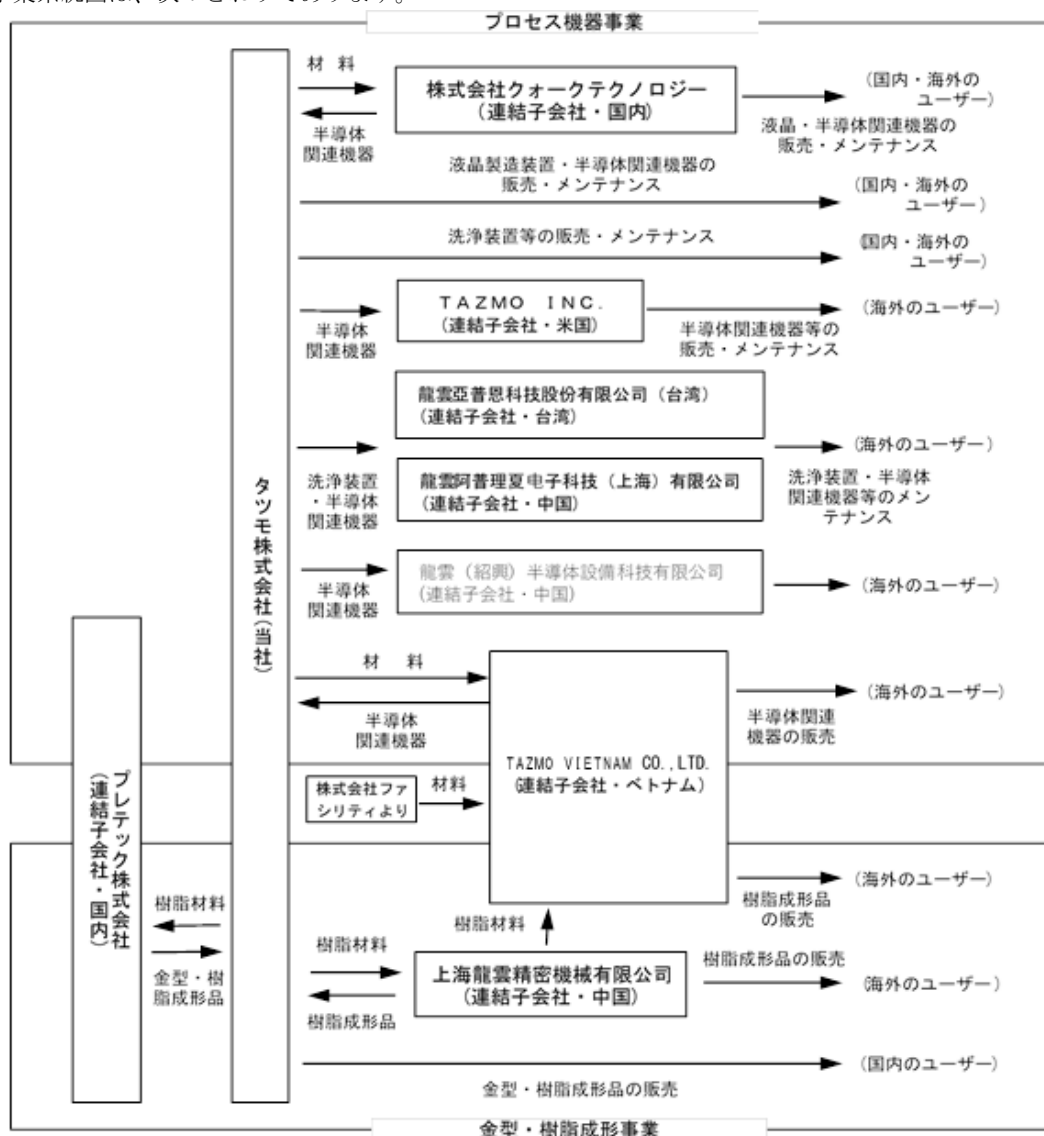 事業系統図は、次のとおりであります。
プロセス機器事業
材 料
株式会社クォークテクノロジー
(連結子会社・国内)
(国内・海外の
ユーザー)
半導体
関連機器
液晶・半導体関連機器の
販売・メンテナンス
液晶製造装置・半導体関連機器の
販売・メンテナンス
(国内・海外の
ユーザー)
洗浄装置等の販売・メンテナンス
(国内・海外の
ユーザー)
TAZMO INC.
(連結子会社・米国)
(海外のユーザー)
半導体
関連機器
半導体関連機器等の
販売・メンテナンス
龍雲亞普恩科技股份有限公司(台湾)
(連結子会社・台湾)
(海外のユーザー)
洗浄装置
・半導体
関連機器
龍雲阿普理夏电子科技(上海)有限公司
(連結子会社・中国)
洗浄装置・半導体
関連機器等のメン
テナンス
タツモ株式会社(当社)
龍雲(紹興)半導体設備科技有限公司
(連結子会社・中国)
(海外のユーザー)
半導体
関連機器
材 料
半導体
関連機器
TAZMO VIETNAM CO.,LTD.
(連結子会社・ベトナム)
(海外のユーザー)
半導体関連
機器の販売
プレテック株式会社
(連結子会社・国内)
株式会社ファ
シリティより
材料
(海外のユーザー)
樹脂成形品
の販売
樹脂材料
金型・樹
脂成形品
樹脂材料
樹脂材料
樹脂成形品
上海龍雲精密機械有限公司
(連結子会社・中国)
樹脂成形品の販売
(海外のユーザー)
(国内のユーザー)
金型・樹脂成形品の販売
金型・樹脂成形事業